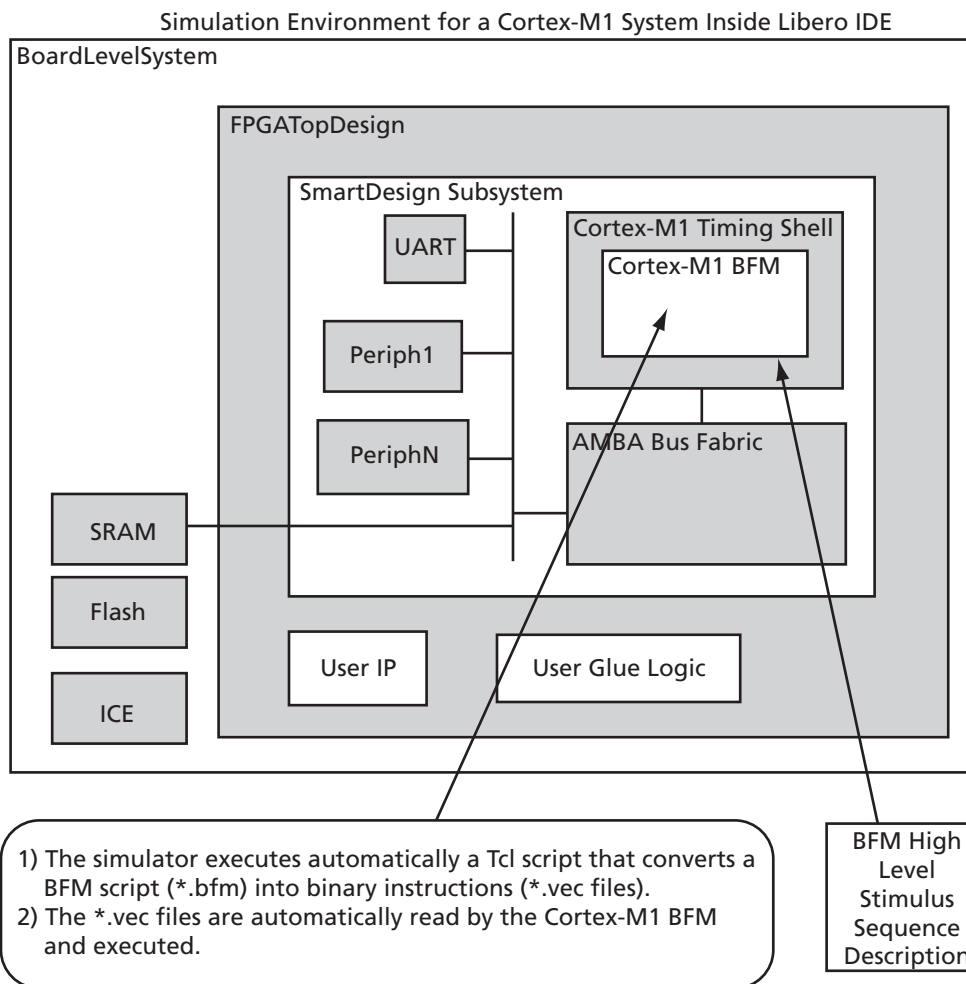 Simulation Environment for a Cortex-M1 System Inside Libero IDE
BoardLevelSystem
FPGATopDesign
SmartDesign Subsystem
UART
Cortex-M1 Timing Shell
Cortex-M1 BFM
Periph1
PeriphN
AMBA Bus Fabric
SRAM
Flash
ICE
User IP
User Glue Logic
1) The simulator executes automatically a Tcl script that converts a
BFM script (*.bfm) into binary instructions (*.vec files).
2) The *.vec files are automatically read by the Cortex-M1 BFM
and executed.
BFM High
Level
Stimulus
Sequence
Description